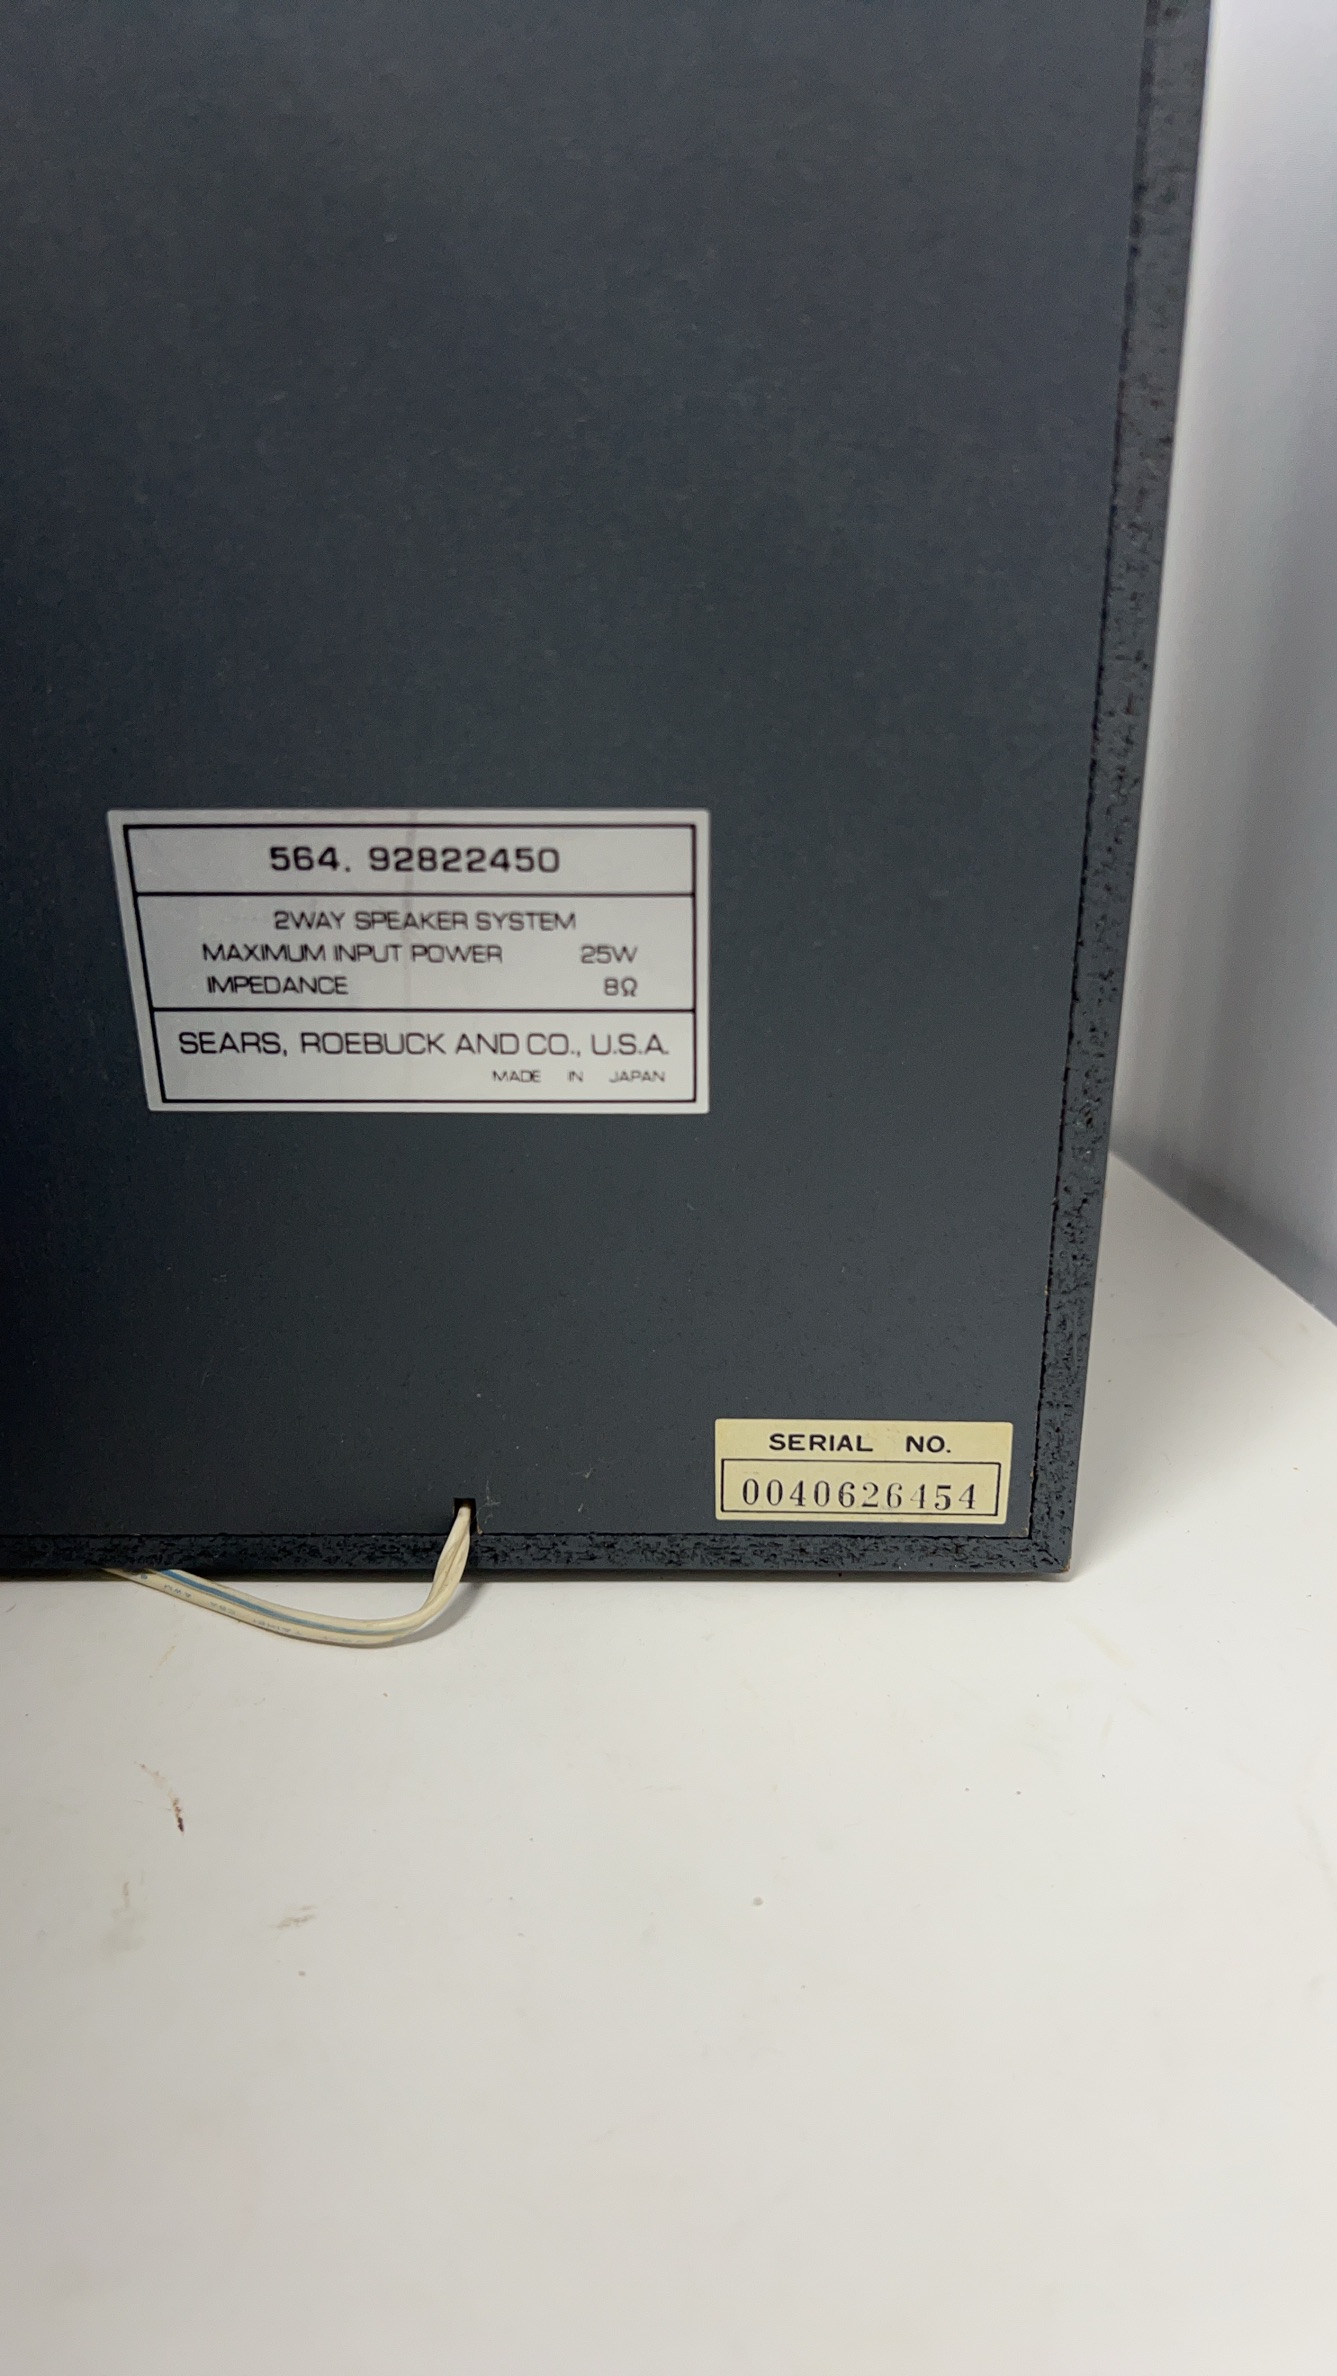 564. 92822450
2WAY SPEAKER SYSTEM
MAXIMUM INPUT POWER 25W
IMPEDANCE 8Ω
SEARS, ROEBUCK AND CO., U.S.A.
MADE IN JAPAN
SERIAL NO.
0040626454